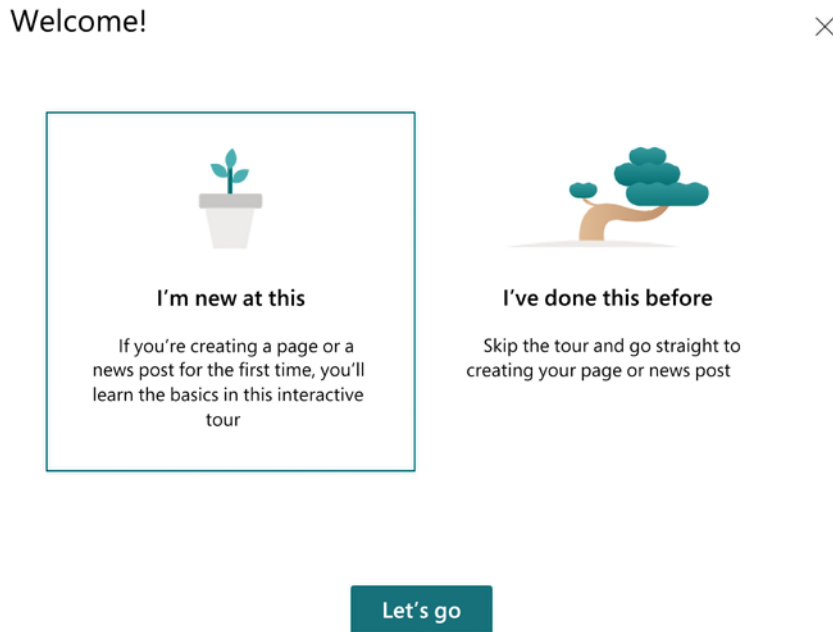 Welcome!
I'm new at this
If you're creating a page or a
news post for the first time, you'll
learn the basics in this interactive
tour
I've done this before
Skip the tour and go straight to
creating your page or news post
Let's go